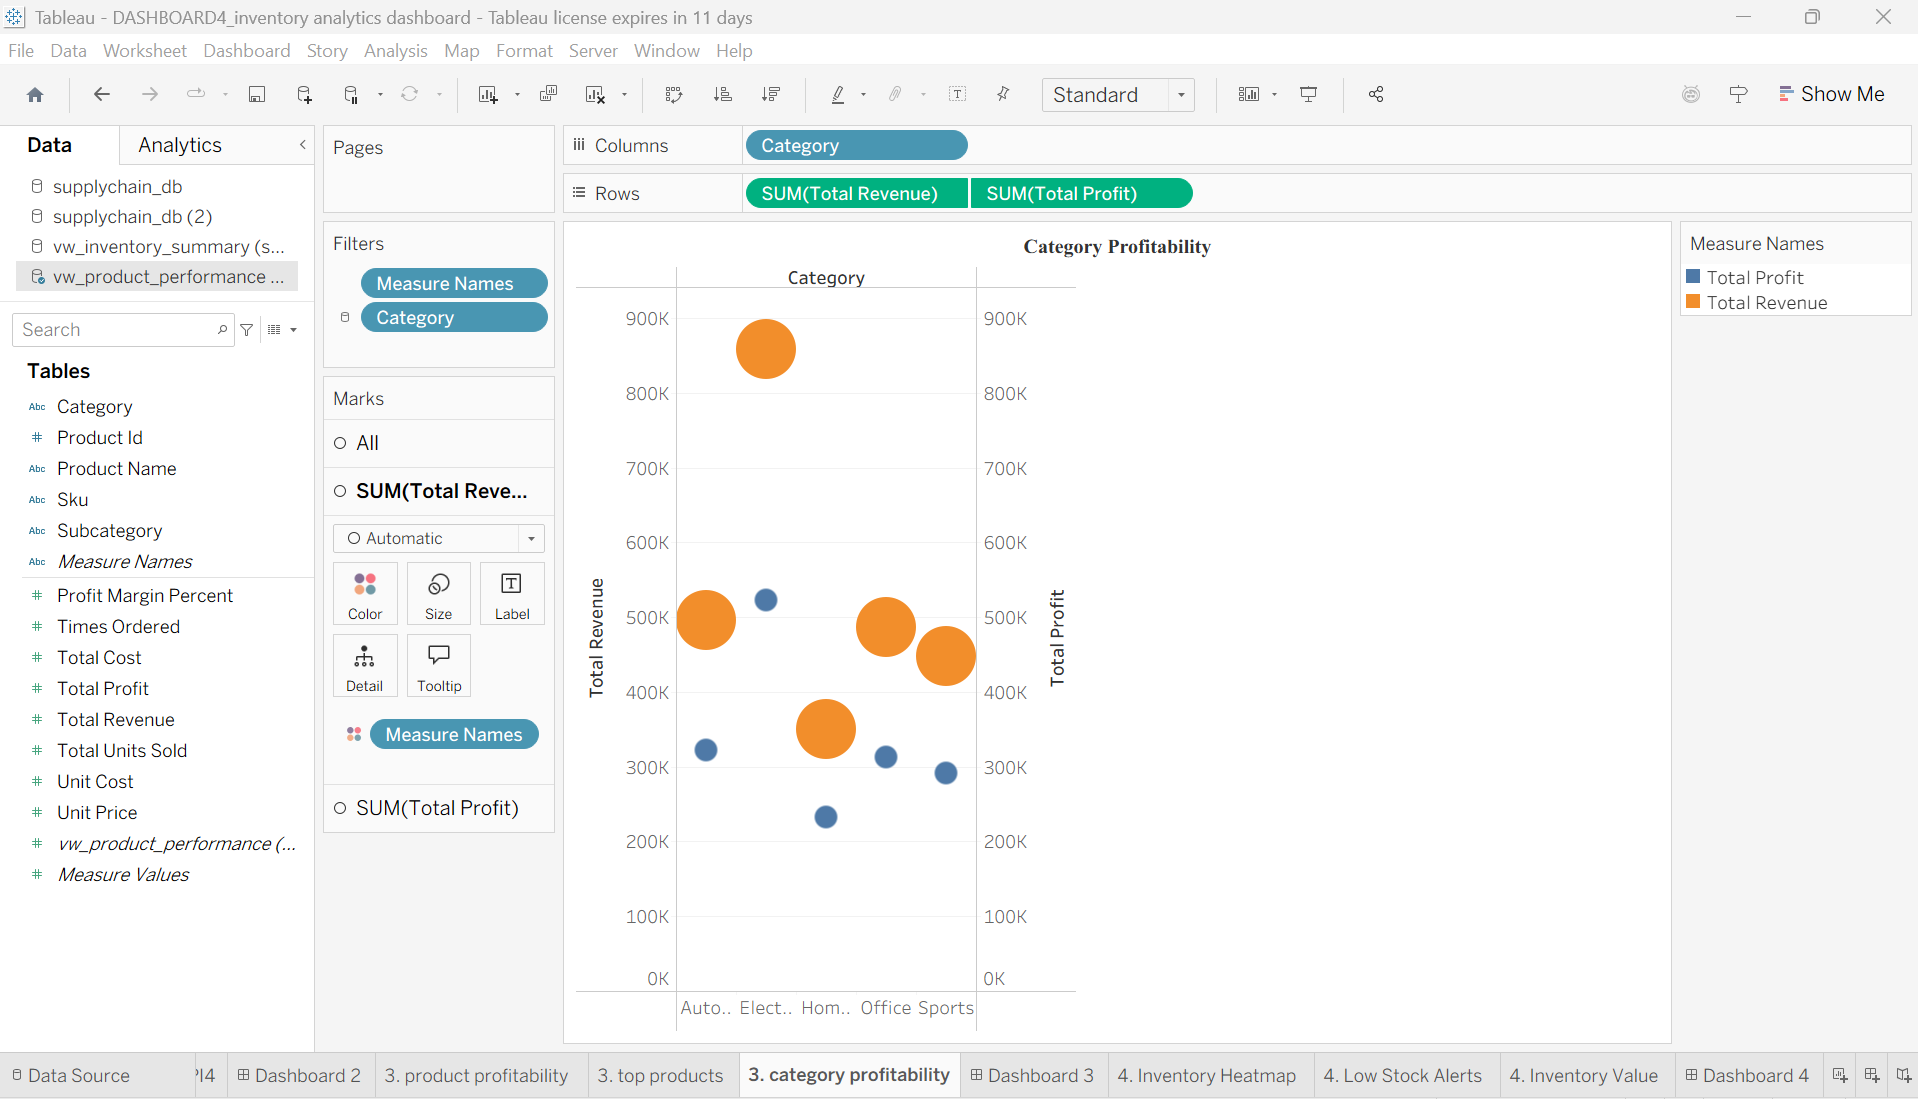 Tableau - DASHBOARD4_inventory analytics dashboard - Tableau license expires in 11 days
File Data Worksheet Dashboard Story Analysis Map Format Server Window Help
Standard
Show Me
Data
Analytics
supplychain_db
supplychain_db (2)
vw_inventory_summary (s...
vw_product_performance ...
Search
Tables
Abc Category
# Product Id
Abc Product Name
Abc Sku
Abc Subcategory
Abc Measure Names
# Profit Margin Percent
# Times Ordered
# Total Cost
# Total Profit
# Total Revenue
# Total Units Sold
# Unit Cost
# Unit Price
# vw_product_performance (...
# Measure Values
Pages
Filters
Measure Names
Category
Marks
All
SUM(Total Reve...
Automatic
Color
Size
Label
Detail
Tooltip
Measure Names
SUM(Total Profit)
Columns
Category
Rows
SUM(Total Revenue)
SUM(Total Profit)
Category Profitability
Category
Total Revenue
900K
800K
700K
600K
500K
400K
300K
200K
100K
0K
900K
800K
700K
600K
500K
400K
300K
200K
100K
0K
Total Profit
Auto.. Elect.. Hom.. Office Sports
Measure Names
Total Profit
Total Revenue
Data Source
PI4
Dashboard 2
3. product profitability
3. top products
3. category profitability
Dashboard 3
4. Inventory Heatmap
4. Low Stock Alerts
4. Inventory Value
Dashboard 4